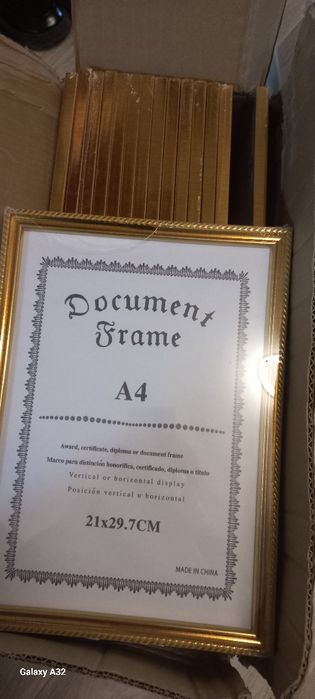 Document
Frame
A4
Award, certificate, diploma or document frame
Marco para distinción honorífica, certificado, diploma o título
Vertical or horizontal display
Posición vertical u horizontal
21x29.7CM
MADE IN CHINA
Galaxy A32